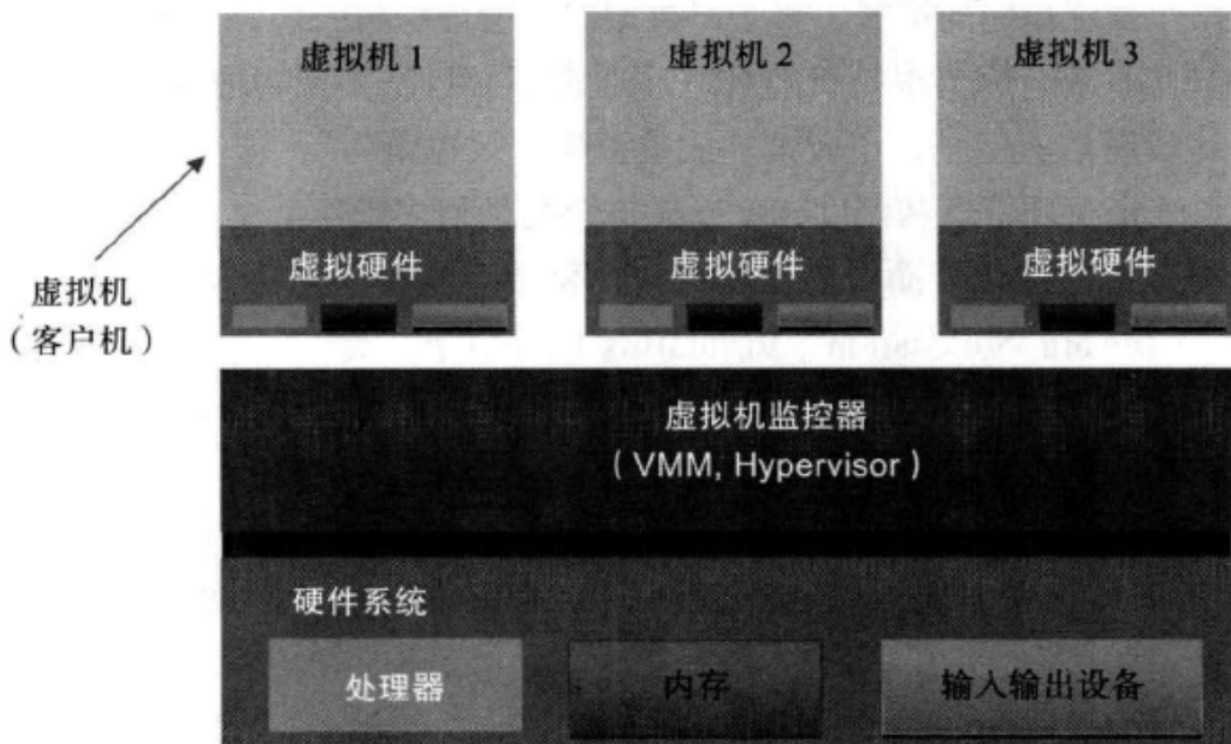 虚拟机 1
虚拟机 2
虚拟机 3
虚拟硬件
虚拟硬件
虚拟硬件
虚拟机
（客户机）
虚拟机监控器
（VMM, Hypervisor）
硬件系统
处理器
内存
输入输出设备